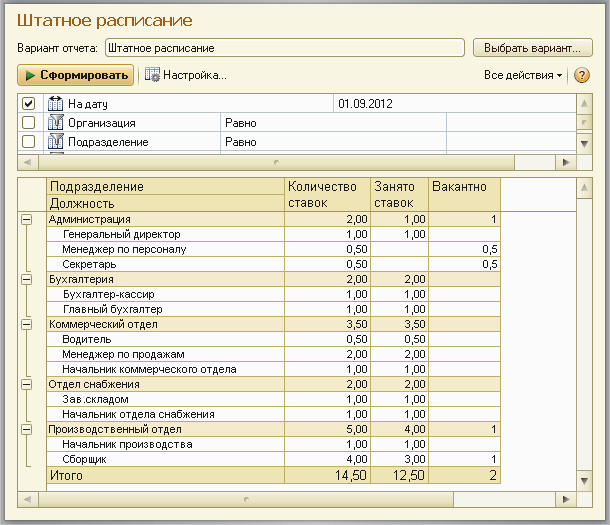 Штатное расписание
Вариант отчета: Штатное расписание Выбрать вариант...
Сформировать Настройка... Все действия ?
На дату 01.09.2012
Организация Равно
Подразделение Равно
Подразделение Количество ставок Занято ставок Вакантно
Должность
Администрация 2,00 1,00 1
Генеральный директор 1,00 1,00
Менеджер по персоналу 0,50 0,5
Секретарь 0,50 0,5
Бухгалтерия 2,00 2,00
Бухгалтер-кассир 1,00 1,00
Главный бухгалтер 1,00 1,00
Коммерческий отдел 3,50 3,50
Водитель 0,50 0,50
Менеджер по продажам 2,00 2,00
Начальник коммерческого отдела 1,00 1,00
Отдел снабжения 2,00 2,00
Зав.складом 1,00 1,00
Начальник отдела снабжения 1,00 1,00
Производственный отдел 5,00 4,00 1
Начальник производства 1,00 1,00
Сборщик 4,00 3,00 1
Итого 14,50 12,50 2